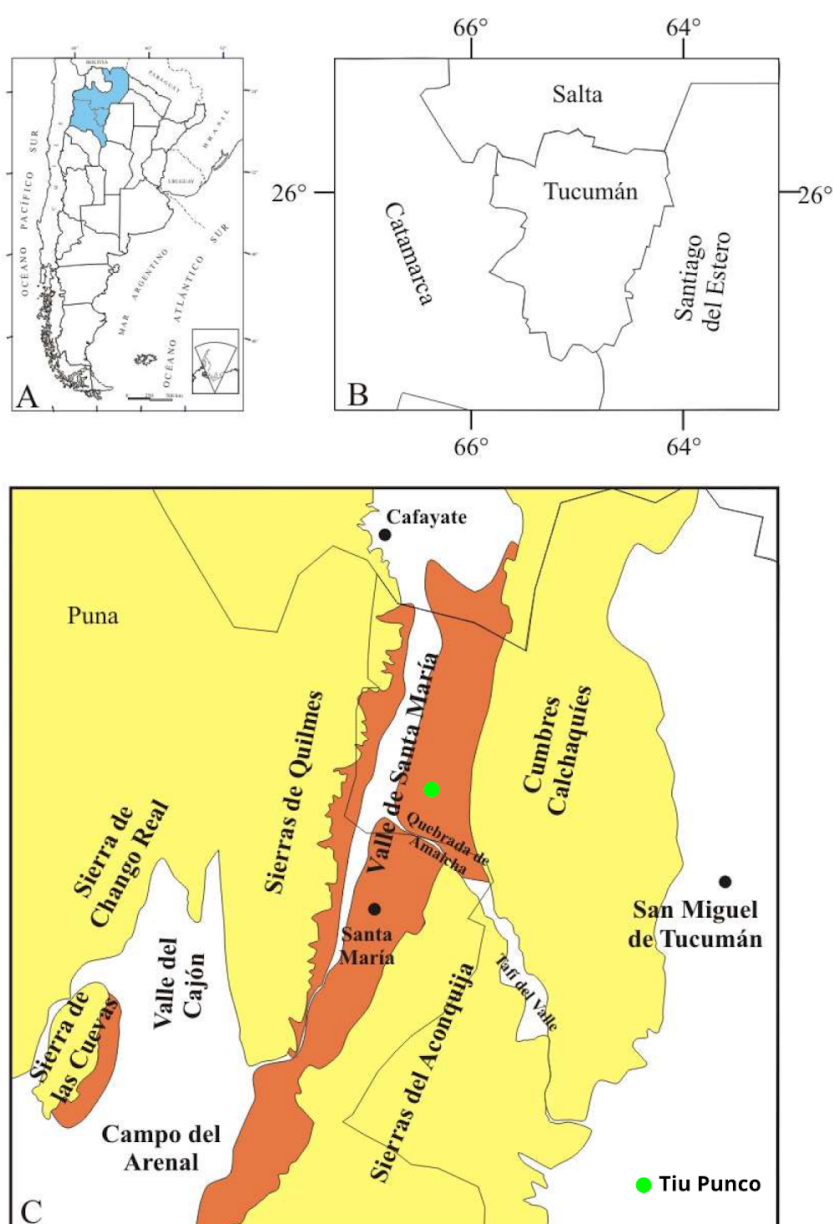 66°
64°
BOLIVIA
PARAGUAY
BRASIL
CHILE
URUGUAY
OCÉANO PACÍFICO SUR
MAR ARGENTINO
OCÉANO ATLÁNTICO SUR
A
Salta
26°
Tucumán
26°
Catamarca
Santiago
del Estero
B
66°
64°
Cafayate
Puna
Valle de Santa María
Sierras de Quilmes
Cumbres
Calchaquíes
Sierra de
Chango Real
Quebrada de
Amaicha
San Miguel
de Tucumán
Santa
María
Valle del
Cajón
Tafí del Valle
Sierra de
las Cuevas
Sierras del Aconquija
Campo del
Arenal
Tiu Punco
C